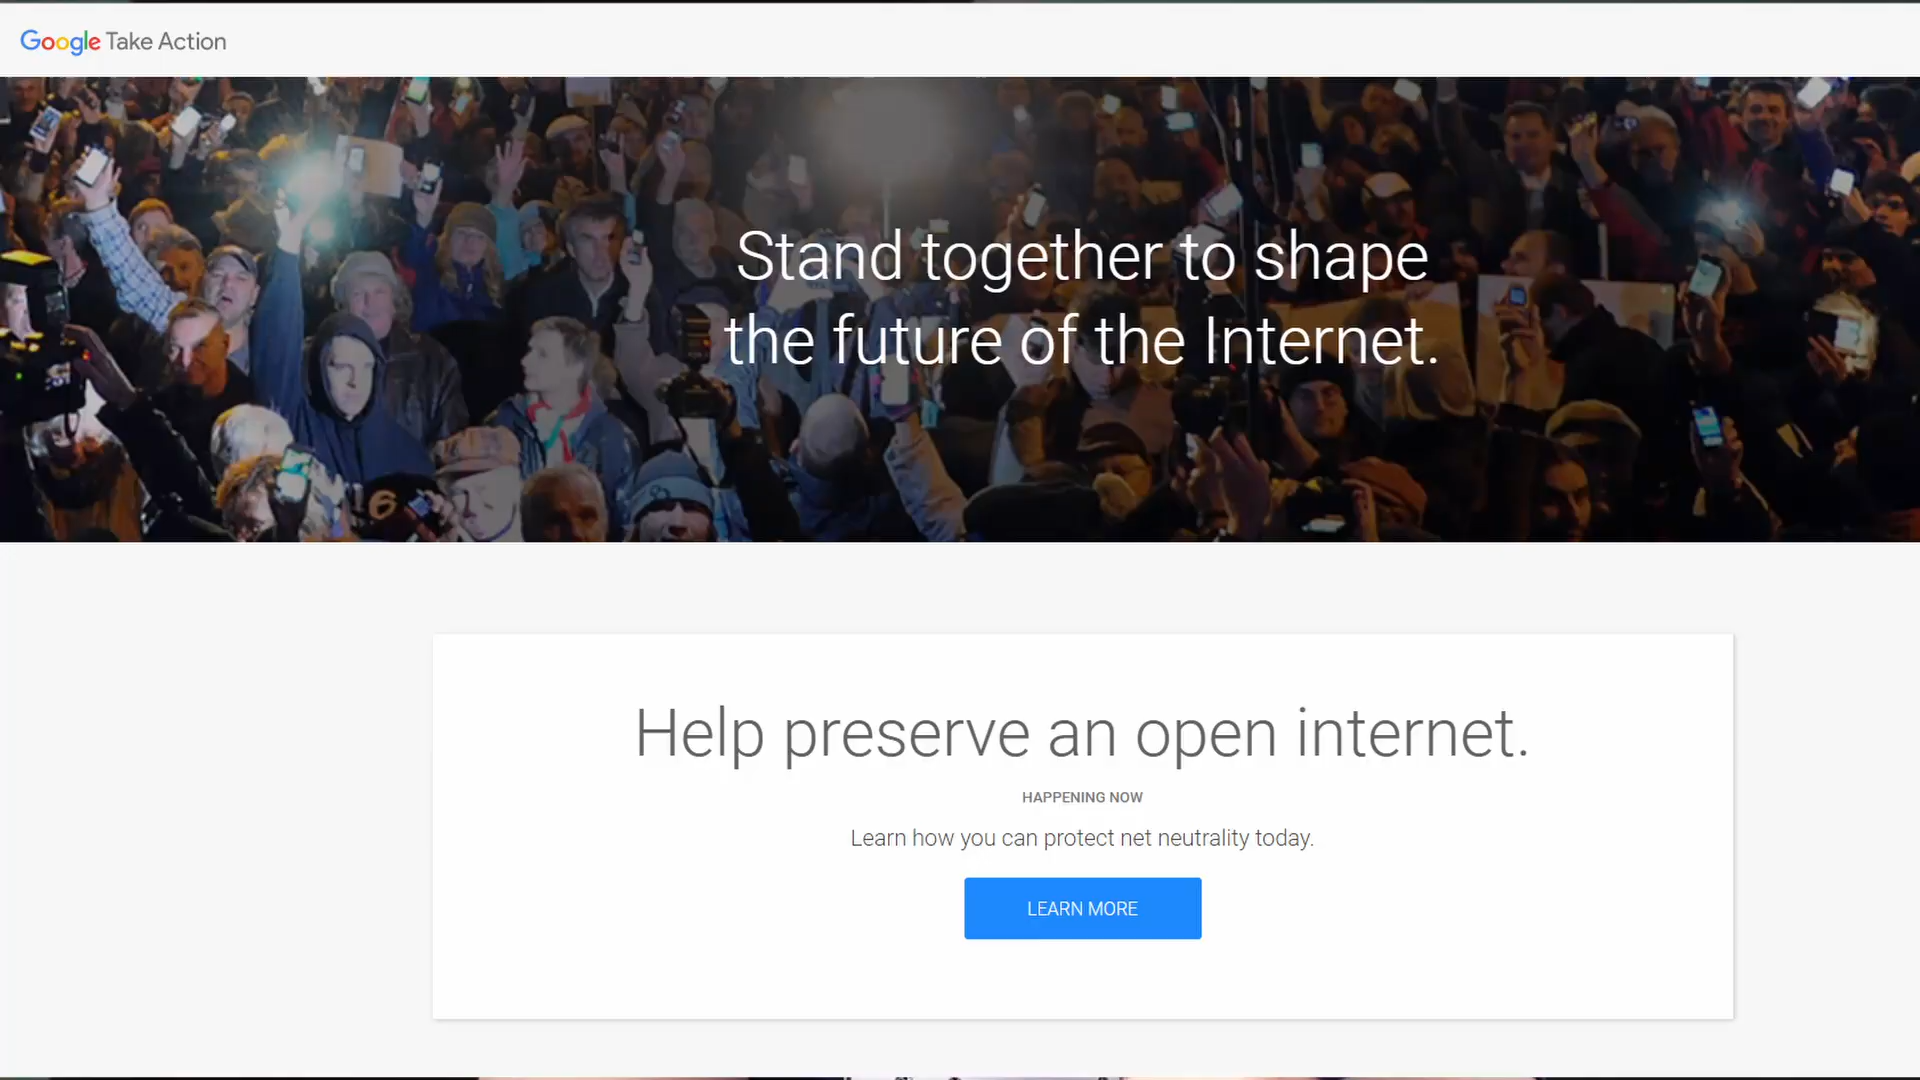 Google Take Action
Stand together to shape
the future of the Internet.
6
Help preserve an open internet.
HAPPENING NOW
Learn how you can protect net neutrality today.
LEARN MORE